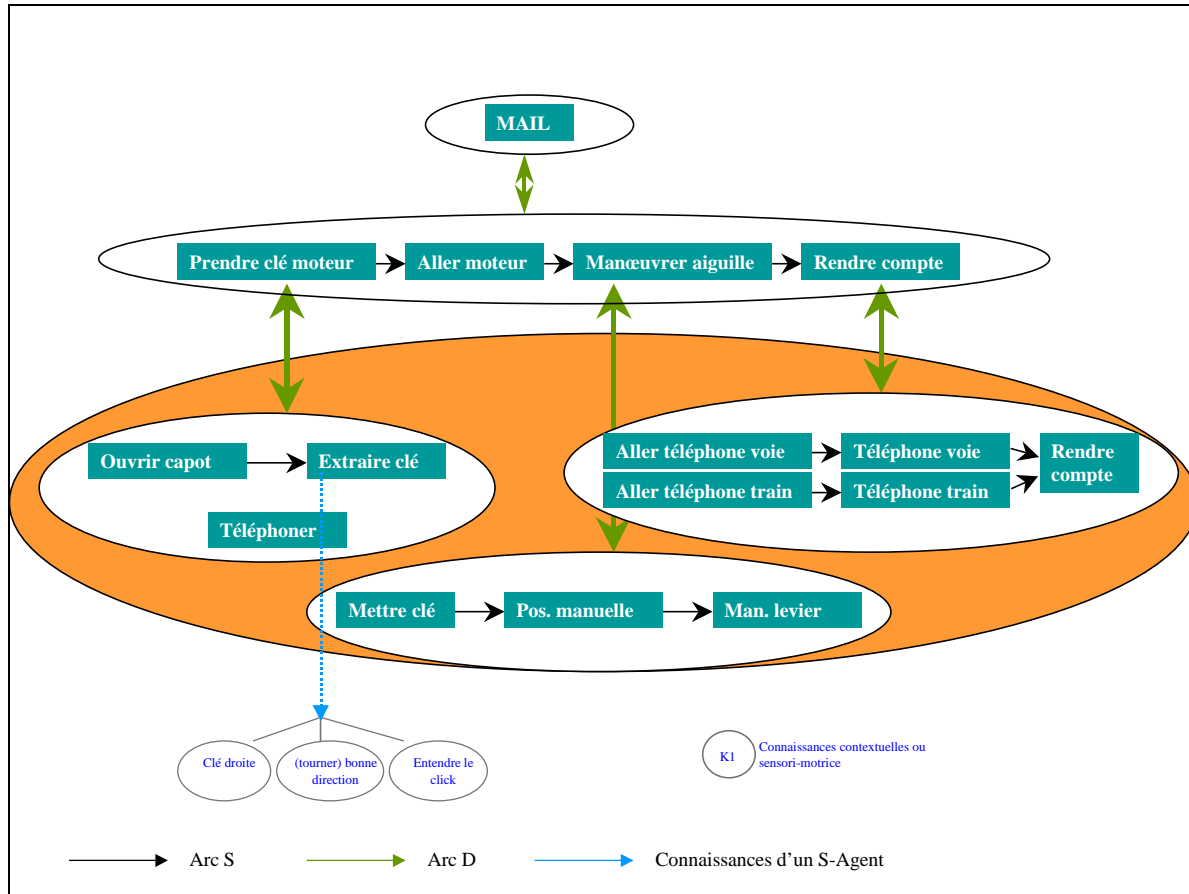 MAIL
Prendre clé moteur
Aller moteur
Manœuvrer aiguille
Rendre compte
Ouvrir capot
Extraire clé
Téléphoner
Aller téléphone voie
Téléphone voie
Aller téléphone train
Téléphone train
Rendre
compte
Mettre clé
Pos. manuelle
Man. levier
Clé droite
(tourner) bonne
direction
Entendre le
click
K1
Connaissances contextuelles ou
sensori-motrice
Arc S
Arc D
Connaissances d'un S-Agent